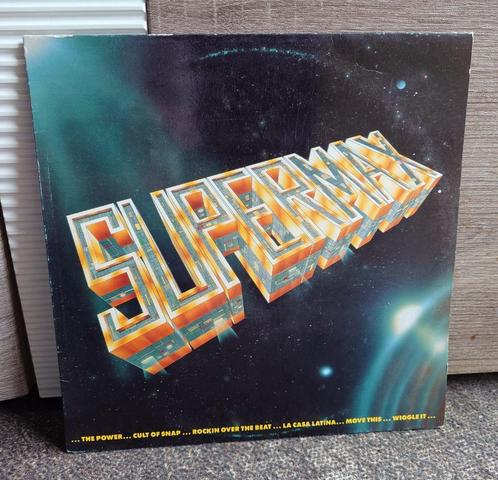 SUPERMAX
... THE POWER... CULT OF SNAP ... ROCKIN OVER THE BEAT ... LA CASA LATINA... MOVE THIS ... WIGGLE IT ...